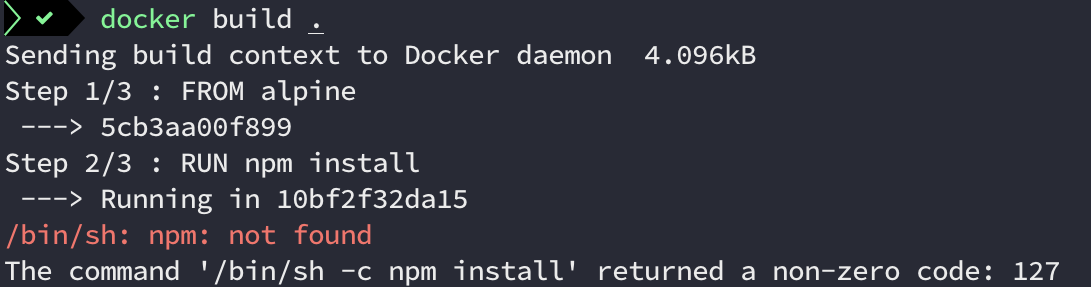 docker build .
Sending build context to Docker daemon  4.096kB
Step 1/3 : FROM alpine
 ---> 5cb3aa00f899
Step 2/3 : RUN npm install
 ---> Running in 10bf2f32da15
/bin/sh: npm: not found
The command '/bin/sh -c npm install' returned a non-zero code: 127